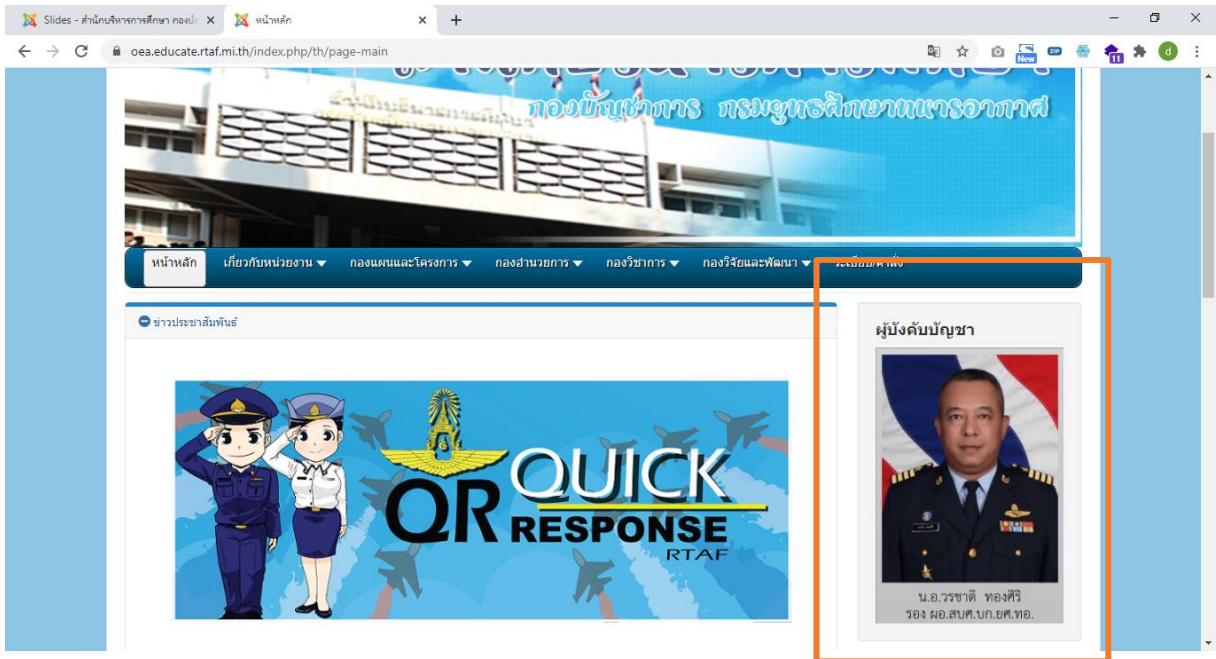 Slides - สำนักบริหารการศึกษา กองบั
หน้าหลัก
oea.educate.rtaf.mi.th/index.php/th/page-main
New
ZIP
11
d
กองบัญชาการ กรมยุทธศึกษาทหารอากาศ
หน้าหลัก เกี่ยวกับหน่วยงาน กองแผนและโครงการ กองอำนวยการ กองวิชาการ กองวิจัยและพัฒนา
ข่าวประชาสัมพันธ์
QR QUICK
RESPONSE
RTAF
ผู้บังคับบัญชา
น.อ.วรชาติ ทองศิริ
รอง ผอ.สบศ.บก.ยศ.ทอ.